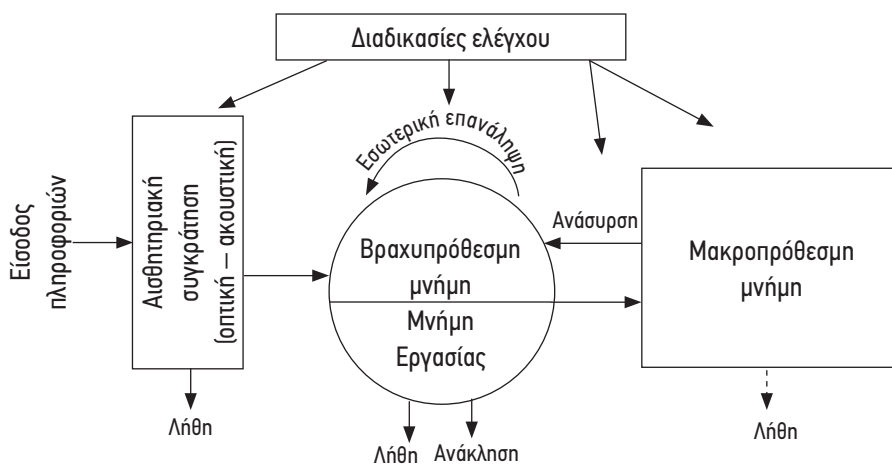 Διαδικασίες ελέγχου
Εσωτερική επανάληψη
Είσοδος
πληροφοριών
Αισθητηριακή
συγκράτηση
(οπτική – ακουστική)
Βραχυπρόθεσμη
μνήμη
Μνήμη
Εργασίας
Ανάσυρση
Μακροπρόθεσμη
μνήμη
Λήθη
Λήθη
Ανάκληση
Λήθη